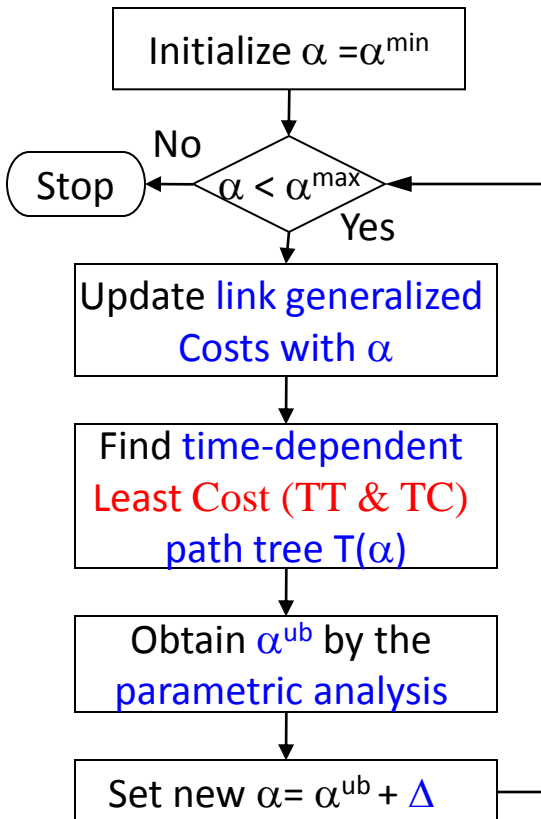 Initialize α =α^min
No
Stop
α < α^max
Yes
Update link generalized
Costs with α
Find time-dependent
Least Cost (TT & TC)
path tree T(α)
Obtain α^ub by the
parametric analysis
Set new α= α^ub + Δ